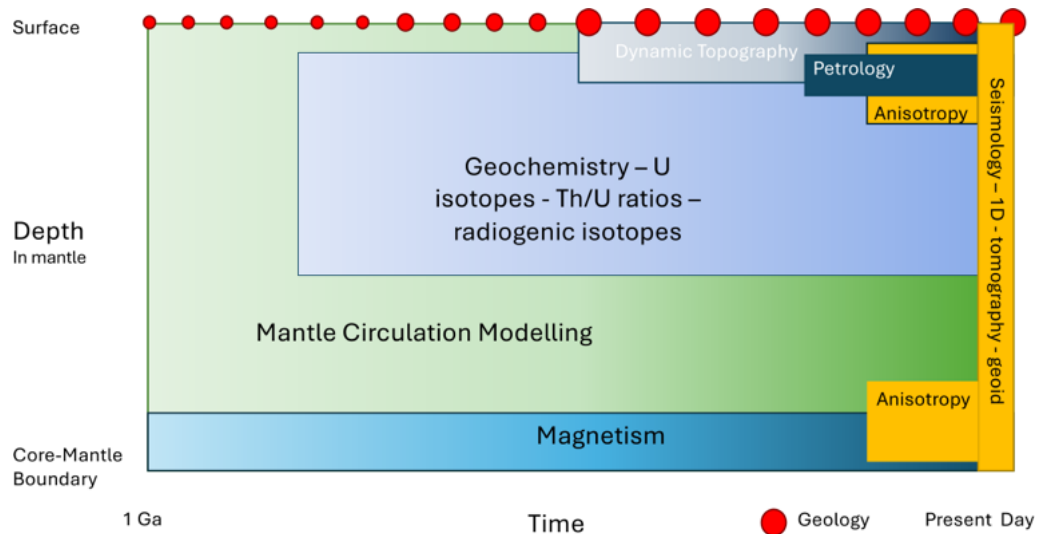 Surface
Dynamic Topography
Petrology
Anisotropy
Seismology – 1D - tomography - geoid
Geochemistry – U
isotopes - Th/U ratios –
radiogenic isotopes
Depth
In mantle
Mantle Circulation Modelling
Anisotropy
Magnetism
Core-Mantle
Boundary
1 Ga
Time
Geology
Present Day